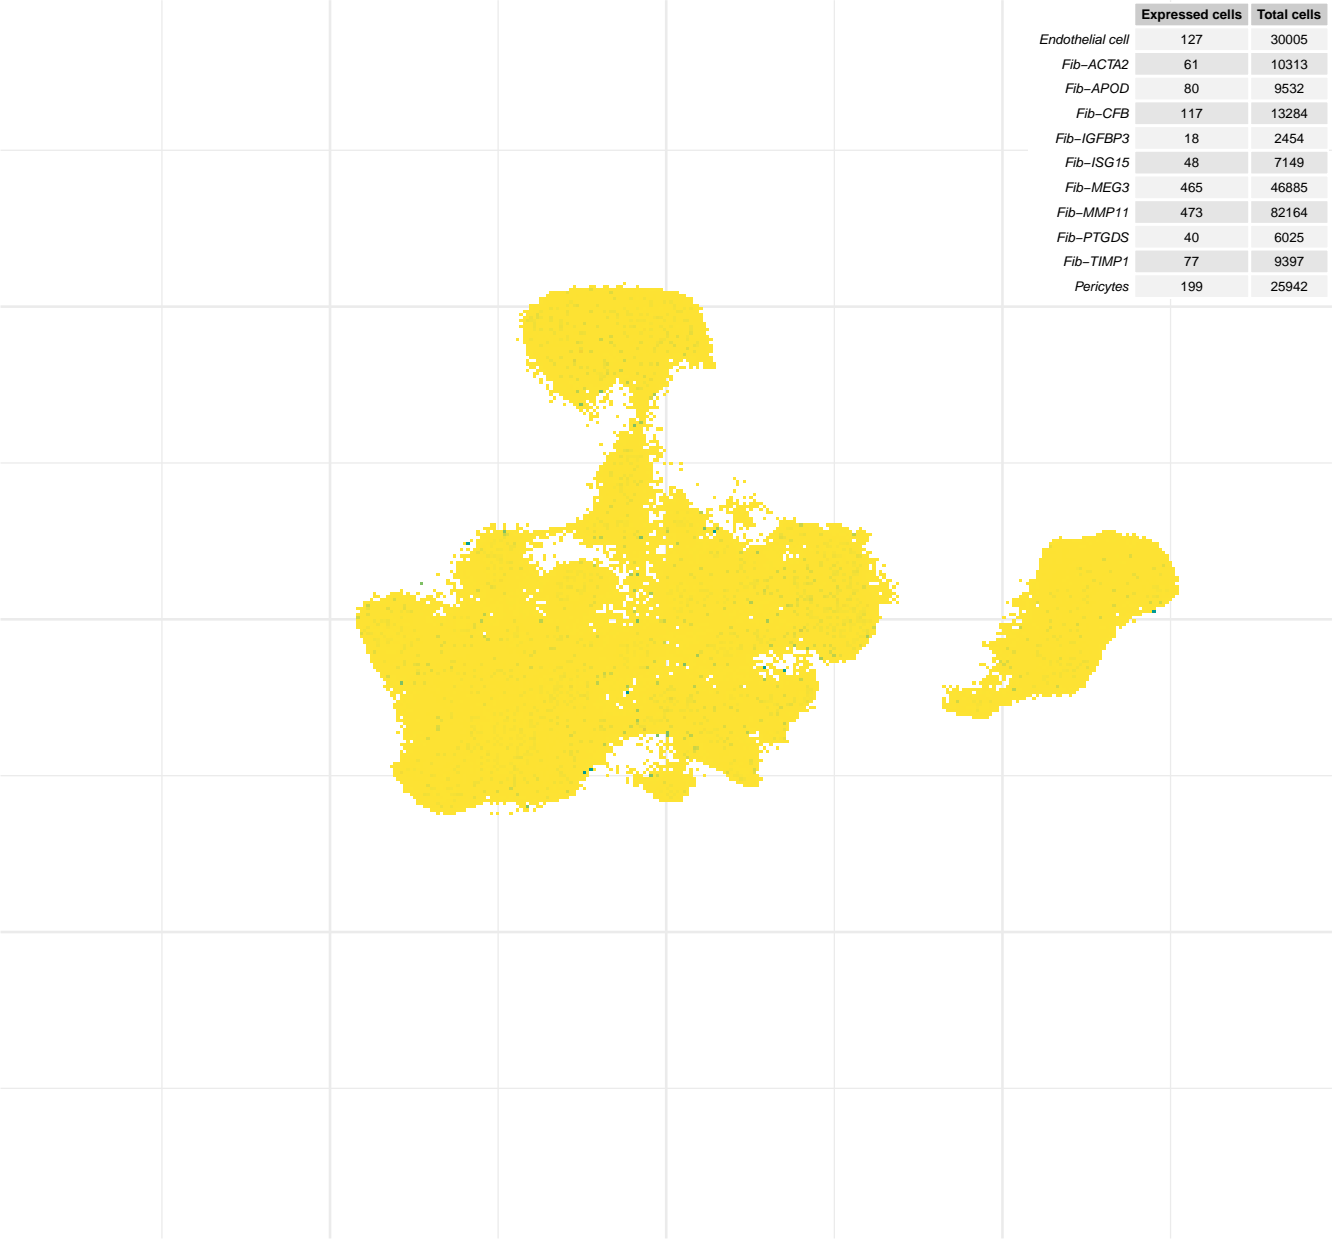 Expressed cells Total cells
Endothelial cell 127 30005
Fib−ACTA2 61 10313
Fib−APOD 80 9532
Fib−CFB 117 13284
Fib−IGFBP3 18 2454
Fib−ISG15 48 7149
Fib−MEG3 465 46885
Fib−MMP11 473 82164
Fib−PTGDS 40 6025
Fib−TIMP1 77 9397
Pericytes 199 25942